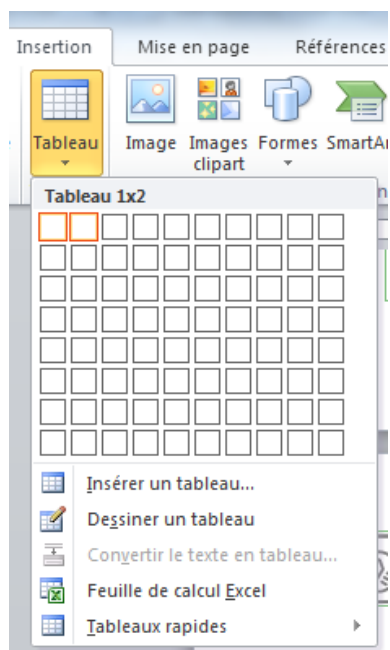 Insertion Mise en page Références
Tableau Image Images Formes SmartAr
clipart
Tableau 1x2
Insérer un tableau...
Dessiner un tableau
Convertir le texte en tableau...
Feuille de calcul Excel
Tableaux rapides